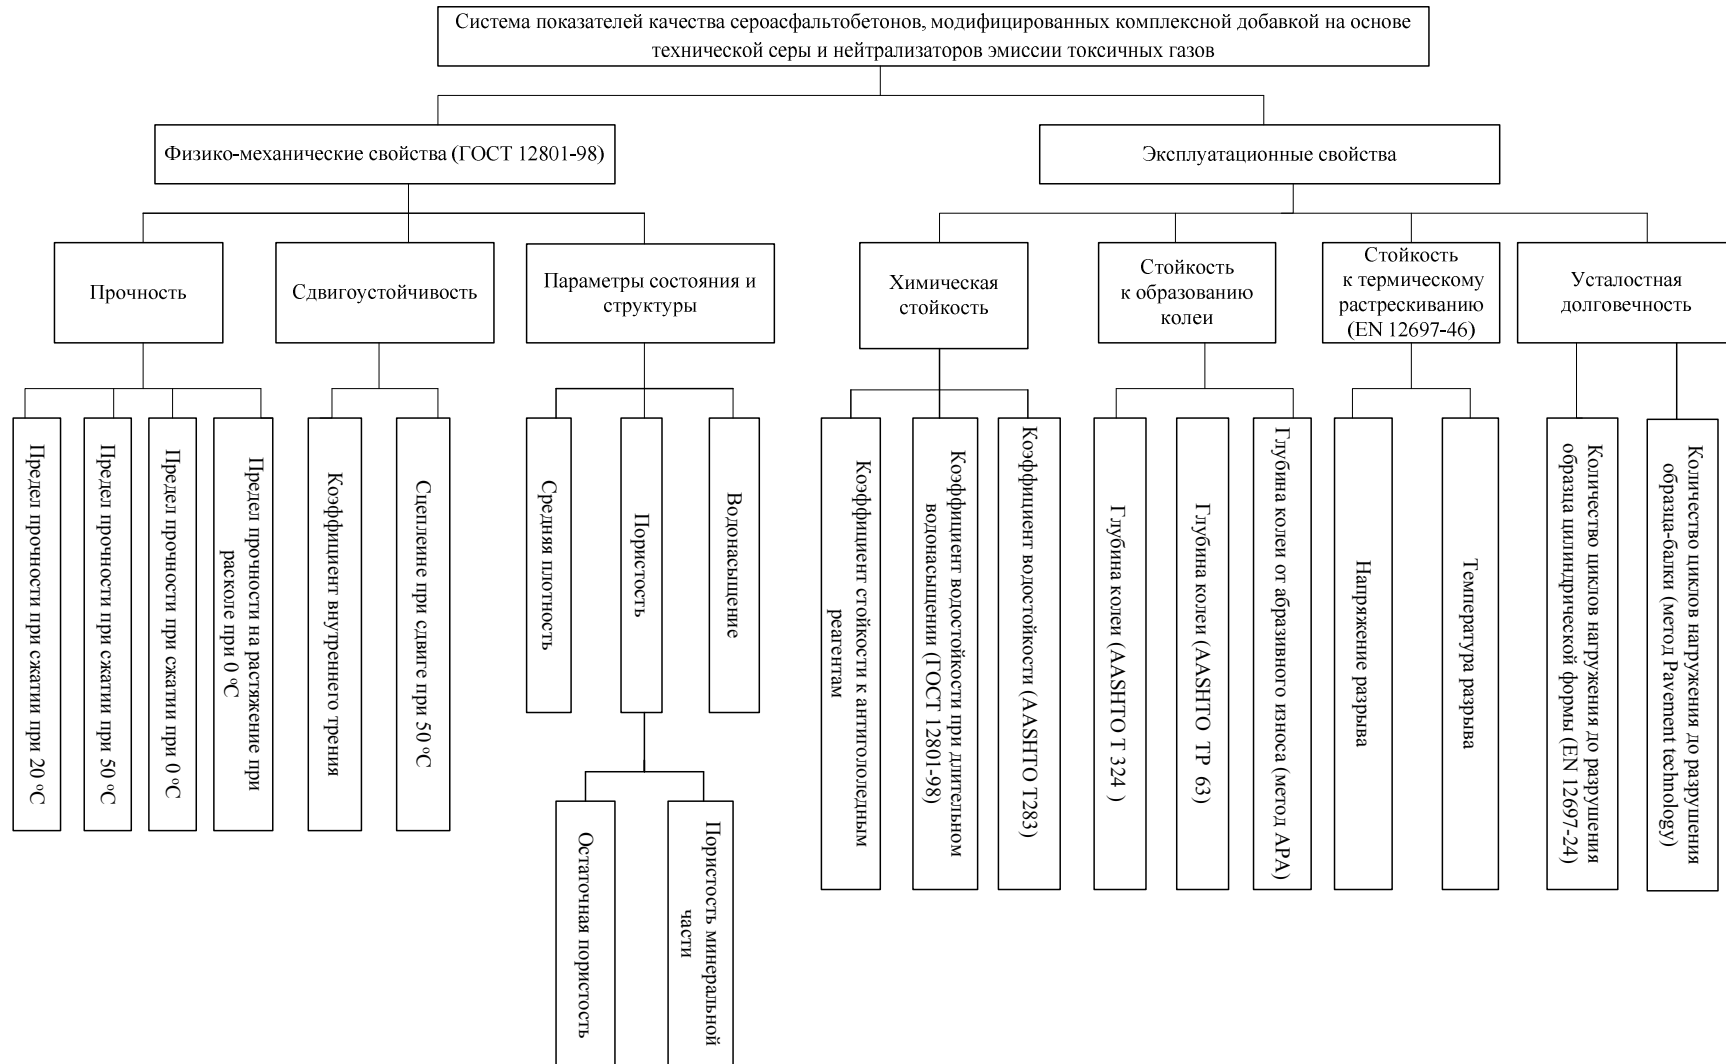 Система показателей качества сероасфальтобетонов, модифицированных комплексной добавкой на основе
технической серы и нейтрализаторов эмиссии токсичных газов
Физико-механические свойства (ГОСТ 12801-98)
Эксплуатационные свойства
Прочность
Сдвигоустойчивость
Параметры состояния и
структуры
Химическая
стойкость
Стойкость
к образованию
колеи
Стойкость
к термическому
растрескиванию
(EN 12697-46)
Усталостная
долговечность
Предел прочности при сжатии при 20 °С
Предел прочности при сжатии при 50 °С
Предел прочности при сжатии при 0 °С
Предел прочности на растяжение при
расколе при 0 °С
Коэффициент внутреннего трения
Сцепление при сдвиге при 50 °С
Средняя плотность
Пористость
Водонасыщение
Коэффициент стойкости к антигололедным
реагентам
Коэффициент водостойкости при длительном
водонасыщении (ГОСТ 12801-98)
Коэффициент водостойкости (AASHTO T283)
Глубина колеи (AASHTO T 324 )
Глубина колеи (AASHTO TP 63)
Глубина колеи от абразивного износа (метод АРА)
Напряжение разрыва
Температура разрыва
Количество циклов нагружения до разрушения
образца цилиндрической формы (EN 12697-24)
Количество циклов нагружения до разрушения
образца-балки (метод Pavement technology)
Остаточная пористость
Пористость минеральной
части